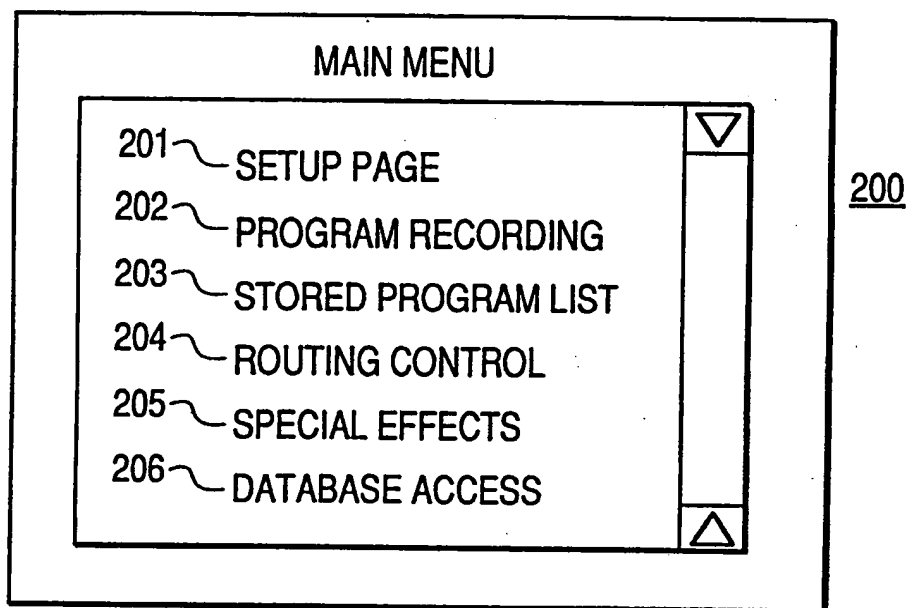 MAIN MENU
201 SETUP PAGE
202 PROGRAM RECORDING
203 STORED PROGRAM LIST
204 ROUTING CONTROL
205 SPECIAL EFFECTS
206 DATABASE ACCESS
200